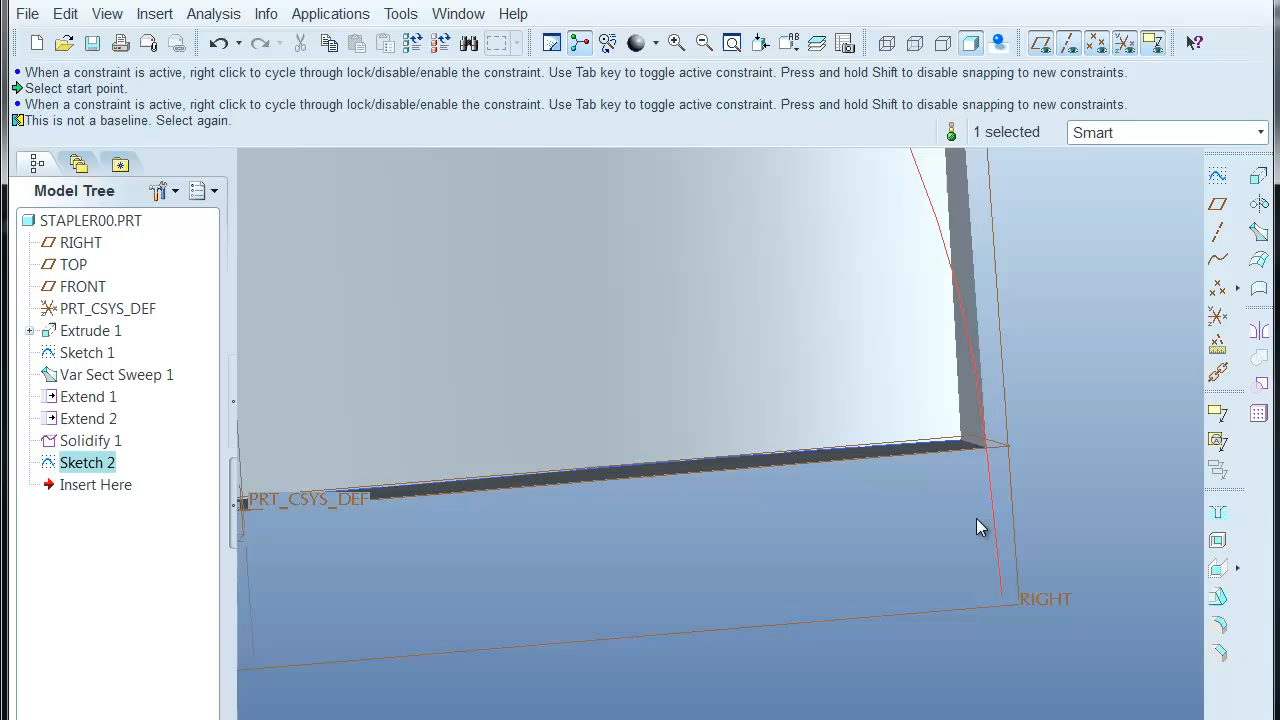 File Edit View Insert Analysis Info Applications Tools Window Help
When a constraint is active, right click to cycle through lock/disable/enable the constraint. Use Tab key to toggle active constraint. Press and hold Shift to disable snapping to new constraints.
Select start point.
When a constraint is active, right click to cycle through lock/disable/enable the constraint. Use Tab key to toggle active constraint. Press and hold Shift to disable snapping to new constraints.
This is not a baseline. Select again.
1 selected Smart
Model Tree
STAPLER00.PRT
RIGHT
TOP
FRONT
PRT_CSYS_DEF
Extrude 1
Sketch 1
Var Sect Sweep 1
Extend 1
Extend 2
Solidify 1
Sketch 2
Insert Here
PRT_CSYS_DEF
RIGHT